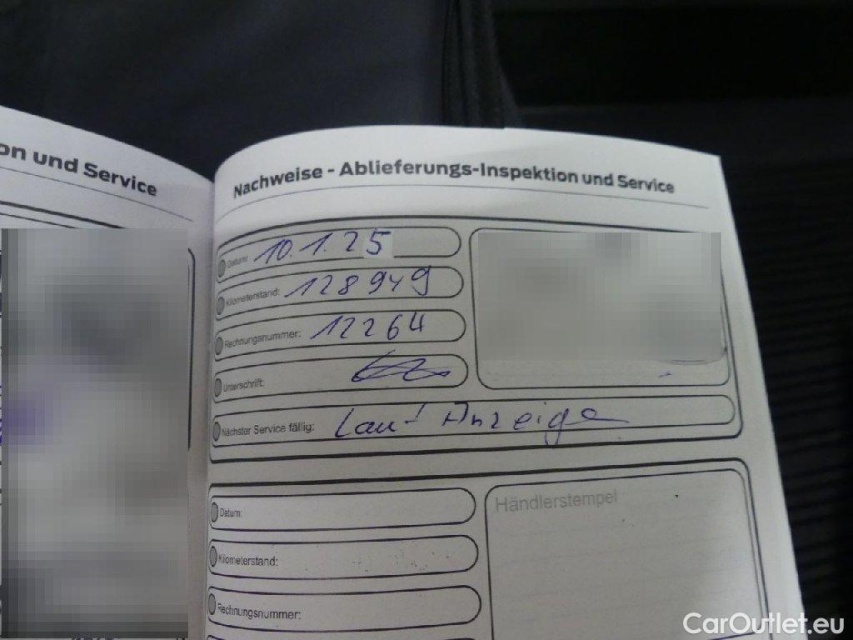 on und Service
Nachweise - Ablieferungs-Inspektion und Service
Datum: 10.1.25
Kilometerstand: 128949
Rechnungsnummer: 12264
Unterschrift:
Nächster Service fällig: Laut Anzeige
Datum:
Händlerstempel
Kilometerstand:
Rechnungsnummer:
CarOutlet.eu